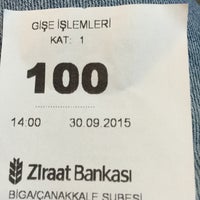 GİŞE İŞLEMLERİ
KAT: 1
100
14:00 30.09.2015
Ziraat Bankası
BİGA/ÇANAKKALE ŞUBESİ